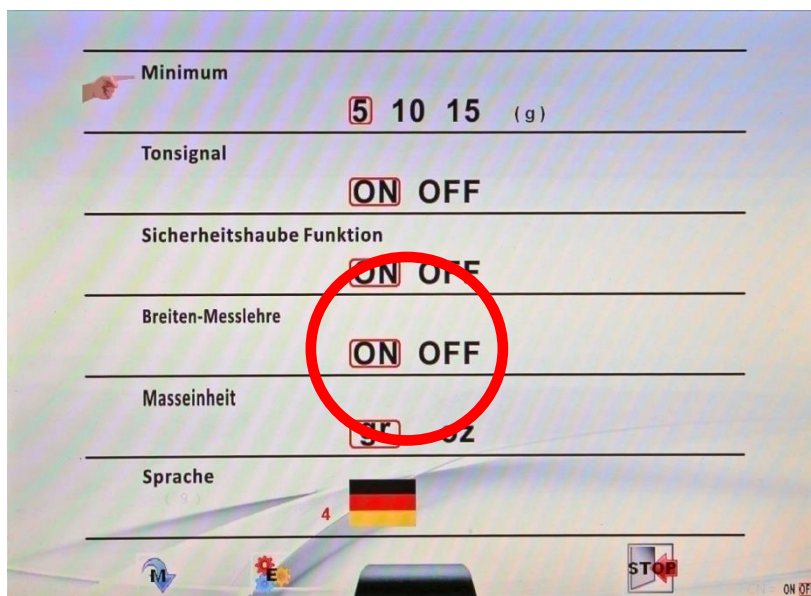 Minimum
5 10 15 (g)
Tonsignal
ON OFF
Sicherheitshaube Funktion
ON OFF
Breiten-Messlehre
ON OFF
Masseinheit
gr oz
Sprache
4
M E STOP
ON